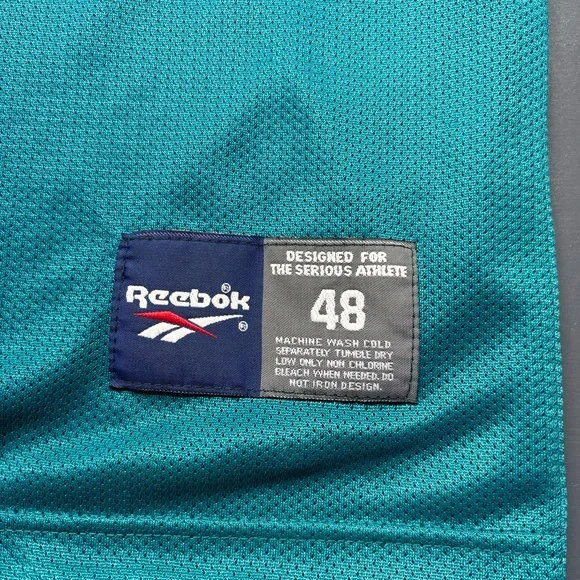 Reebok®
®
DESIGNED FOR
THE SERIOUS ATHLETE
48
MACHINE WASH COLD
SEPARATELY TUMBLE DRY
LOW ONLY NON CHLORINE
BLEACH WHEN NEEDED. DO
NOT IRON DESIGN.